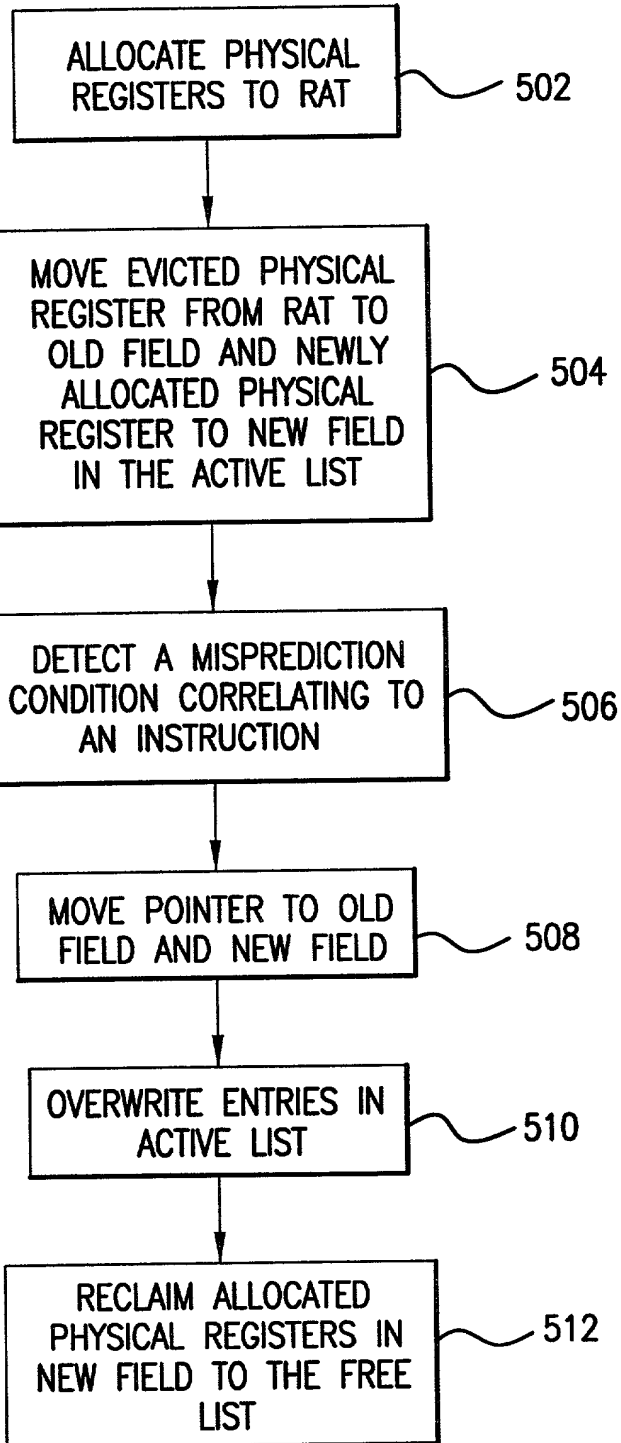 ALLOCATE PHYSICAL
REGISTERS TO RAT
502
MOVE EVICTED PHYSICAL
REGISTER FROM RAT TO
OLD FIELD AND NEWLY
ALLOCATED PHYSICAL
REGISTER TO NEW FIELD
IN THE ACTIVE LIST
504
DETECT A MISPREDICTION
CONDITION CORRELATING TO
AN INSTRUCTION
506
MOVE POINTER TO OLD
FIELD AND NEW FIELD
508
OVERWRITE ENTRIES IN
ACTIVE LIST
510
RECLAIM ALLOCATED
PHYSICAL REGISTERS IN
NEW FIELD TO THE FREE
LIST
512